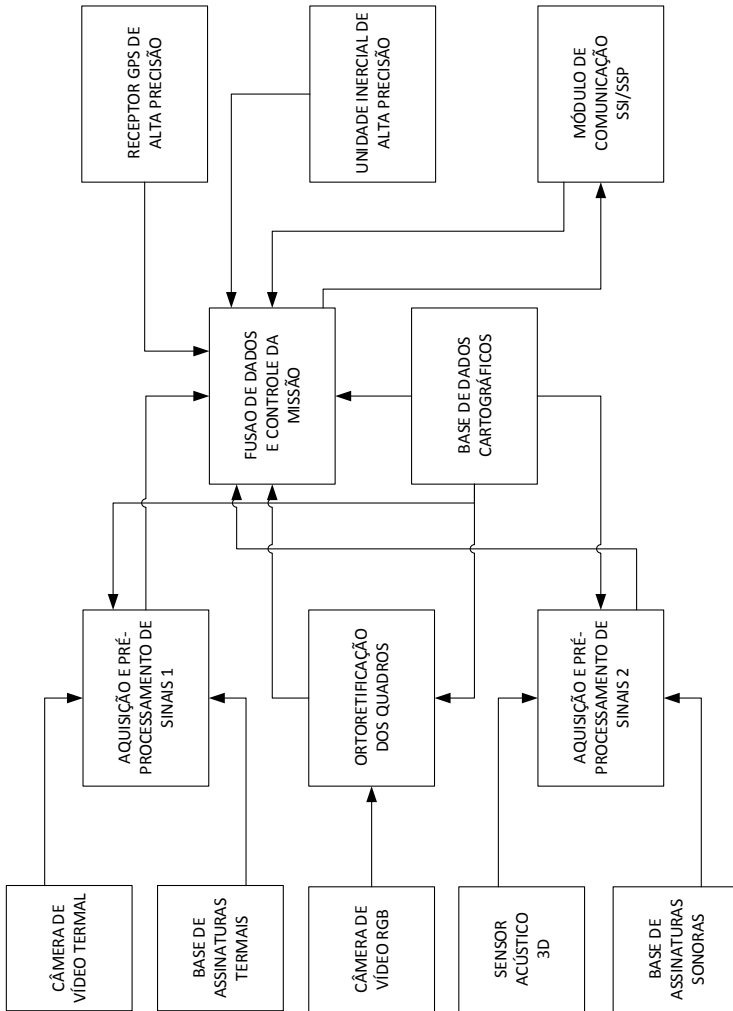 RECEPTOR GPS DE
ALTA PRECISÃO
UNIDADE INERCIAL DE
ALTA PRECISÃO
MÓDULO DE
COMUNICAÇÃO
SSI/SSP
FUSAO DE DADOS
E CONTROLE DA
MISSÃO
BASE DE DADOS
CARTOGRÁFICOS
AQUISIÇÃO E PRÉ-
PROCESSAMENTO DE
SINAIS 1
ORTORETIFICAÇÃO
DOS QUADROS
AQUISIÇÃO E PRÉ-
PROCESSAMENTO DE
SINAIS 2
CÂMERA DE
VÍDEO TERMAL
BASE DE
ASSINATURAS
TERMAIS
CÂMERA DE
VÍDEO RGB
SENSOR
ACÚSTICO
3D
BASE DE
ASSINATURAS
SONORAS